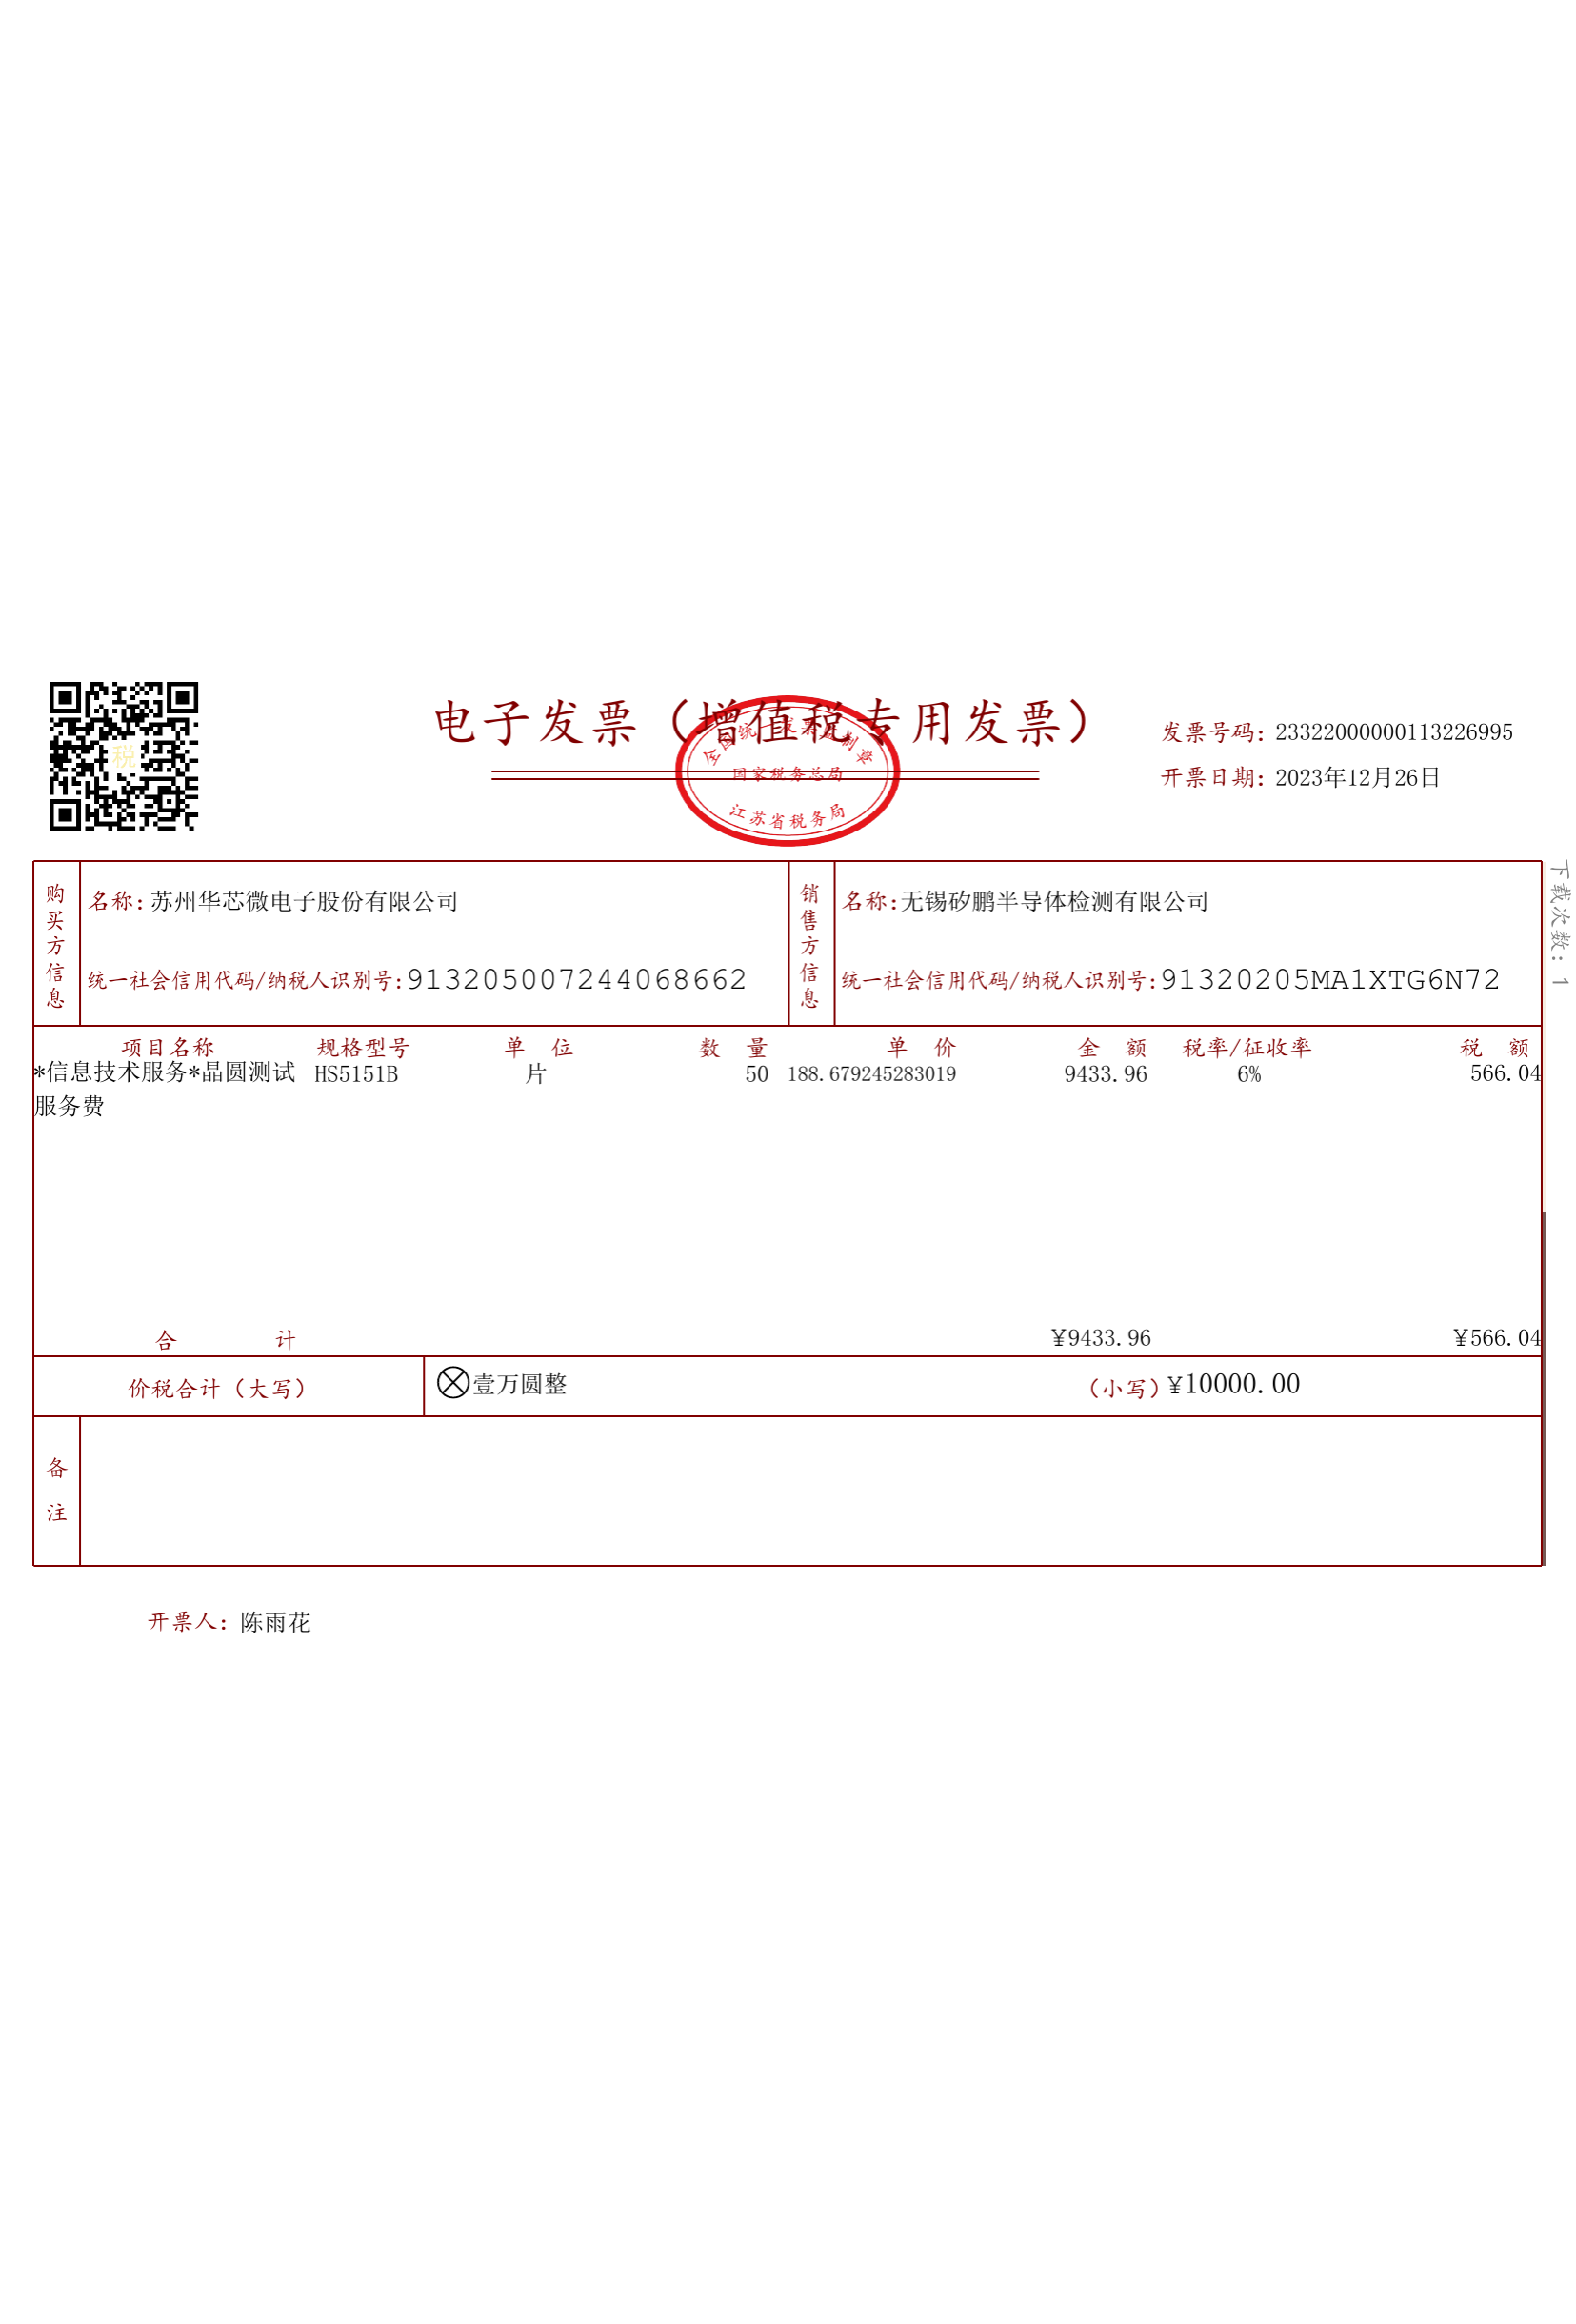 税
电子发票（增值税专用发票）
全国统一发票监制章
国家税务总局
江苏省税务局
发票号码：23322000000113226995
开票日期：2023年12月26日
下载次数：1
购买方信息
名称：苏州华芯微电子股份有限公司
统一社会信用代码/纳税人识别号：913205007244068662
销售方信息
名称：无锡矽鹏半导体检测有限公司
统一社会信用代码/纳税人识别号：91320205MA1XTG6N72
项目名称 规格型号 单 位 数 量 单 价 金 额 税率/征收率 税 额
*信息技术服务*晶圆测试 HS5151B 片 50 188.679245283019 9433.96 6% 566.04
服务费
合 计 ¥9433.96 ¥566.04
价税合计（大写） ⊗壹万圆整 （小写）¥10000.00
备注
开票人：陈雨花